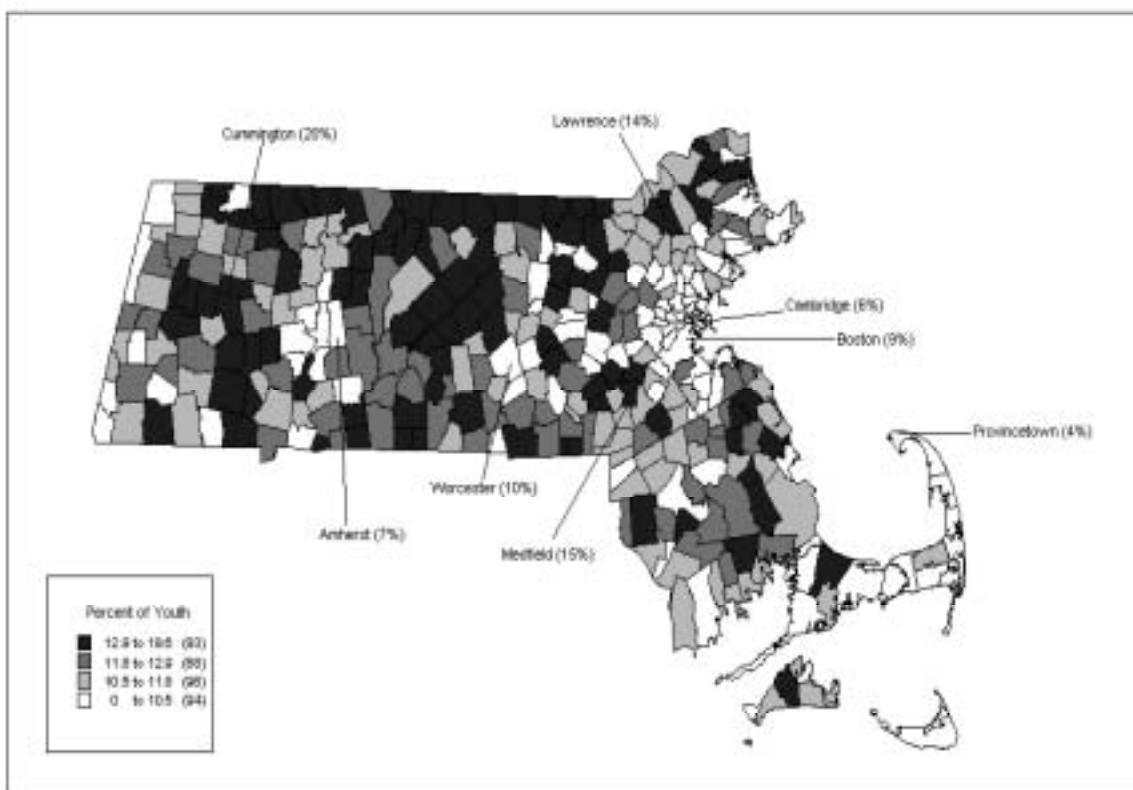 Cummington (20%)
Lawrence (14%)
Cambridge (6%)
Boston (9%)
Provincetown (4%)
Worcester (10%)
Amherst (7%)
Medfield (15%)
Percent of Youth
12.9 to 19.6 (93)
11.8 to 12.9
10.5 to 11.8
0 to 10.5 (94)